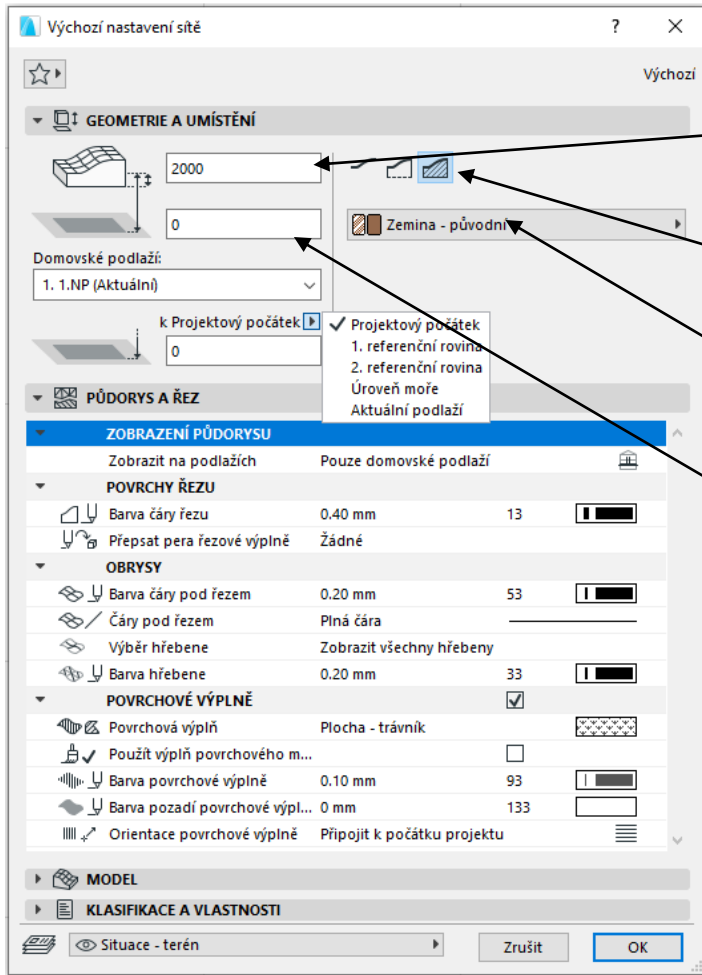 Výchozí nastavení sítě ?
Výchozí
GEOMETRIE A UMÍSTĚNÍ
2000
0
Zemina - původní
Domovské podlaží:
1. 1.NP (Aktuální)
k Projektový počátek
0
Projektový počátek
1. referenční rovina
2. referenční rovina
Úroveň moře
Aktuální podlaží
PŮDORYS A ŘEZ
ZOBRAZENÍ PŮDORYSU
Zobrazit na podlažích Pouze domovské podlaží
POVRCHY ŘEZU
Barva čáry řezu 0.40 mm 13
Přepsat pera řezové výplně Žádné
OBRYSY
Barva čáry pod řezem 0.20 mm 53
Čáry pod řezem Plná čára
Výběr hřebene Zobrazit všechny hřebeny
Barva hřebene 0.20 mm 33
POVRCHOVÉ VÝPLNĚ
Povrchová výplň Plocha - trávník
Použít výplň povrchového m...
Barva povrchové výplně 0.10 mm 93
Barva pozadí povrchové výpl... 0 mm 133
Orientace povrchové výplně Připojit k počátku projektu
MODEL
KLASIFIKACE A VLASTNOSTI
Situace - terén Zrušit OK